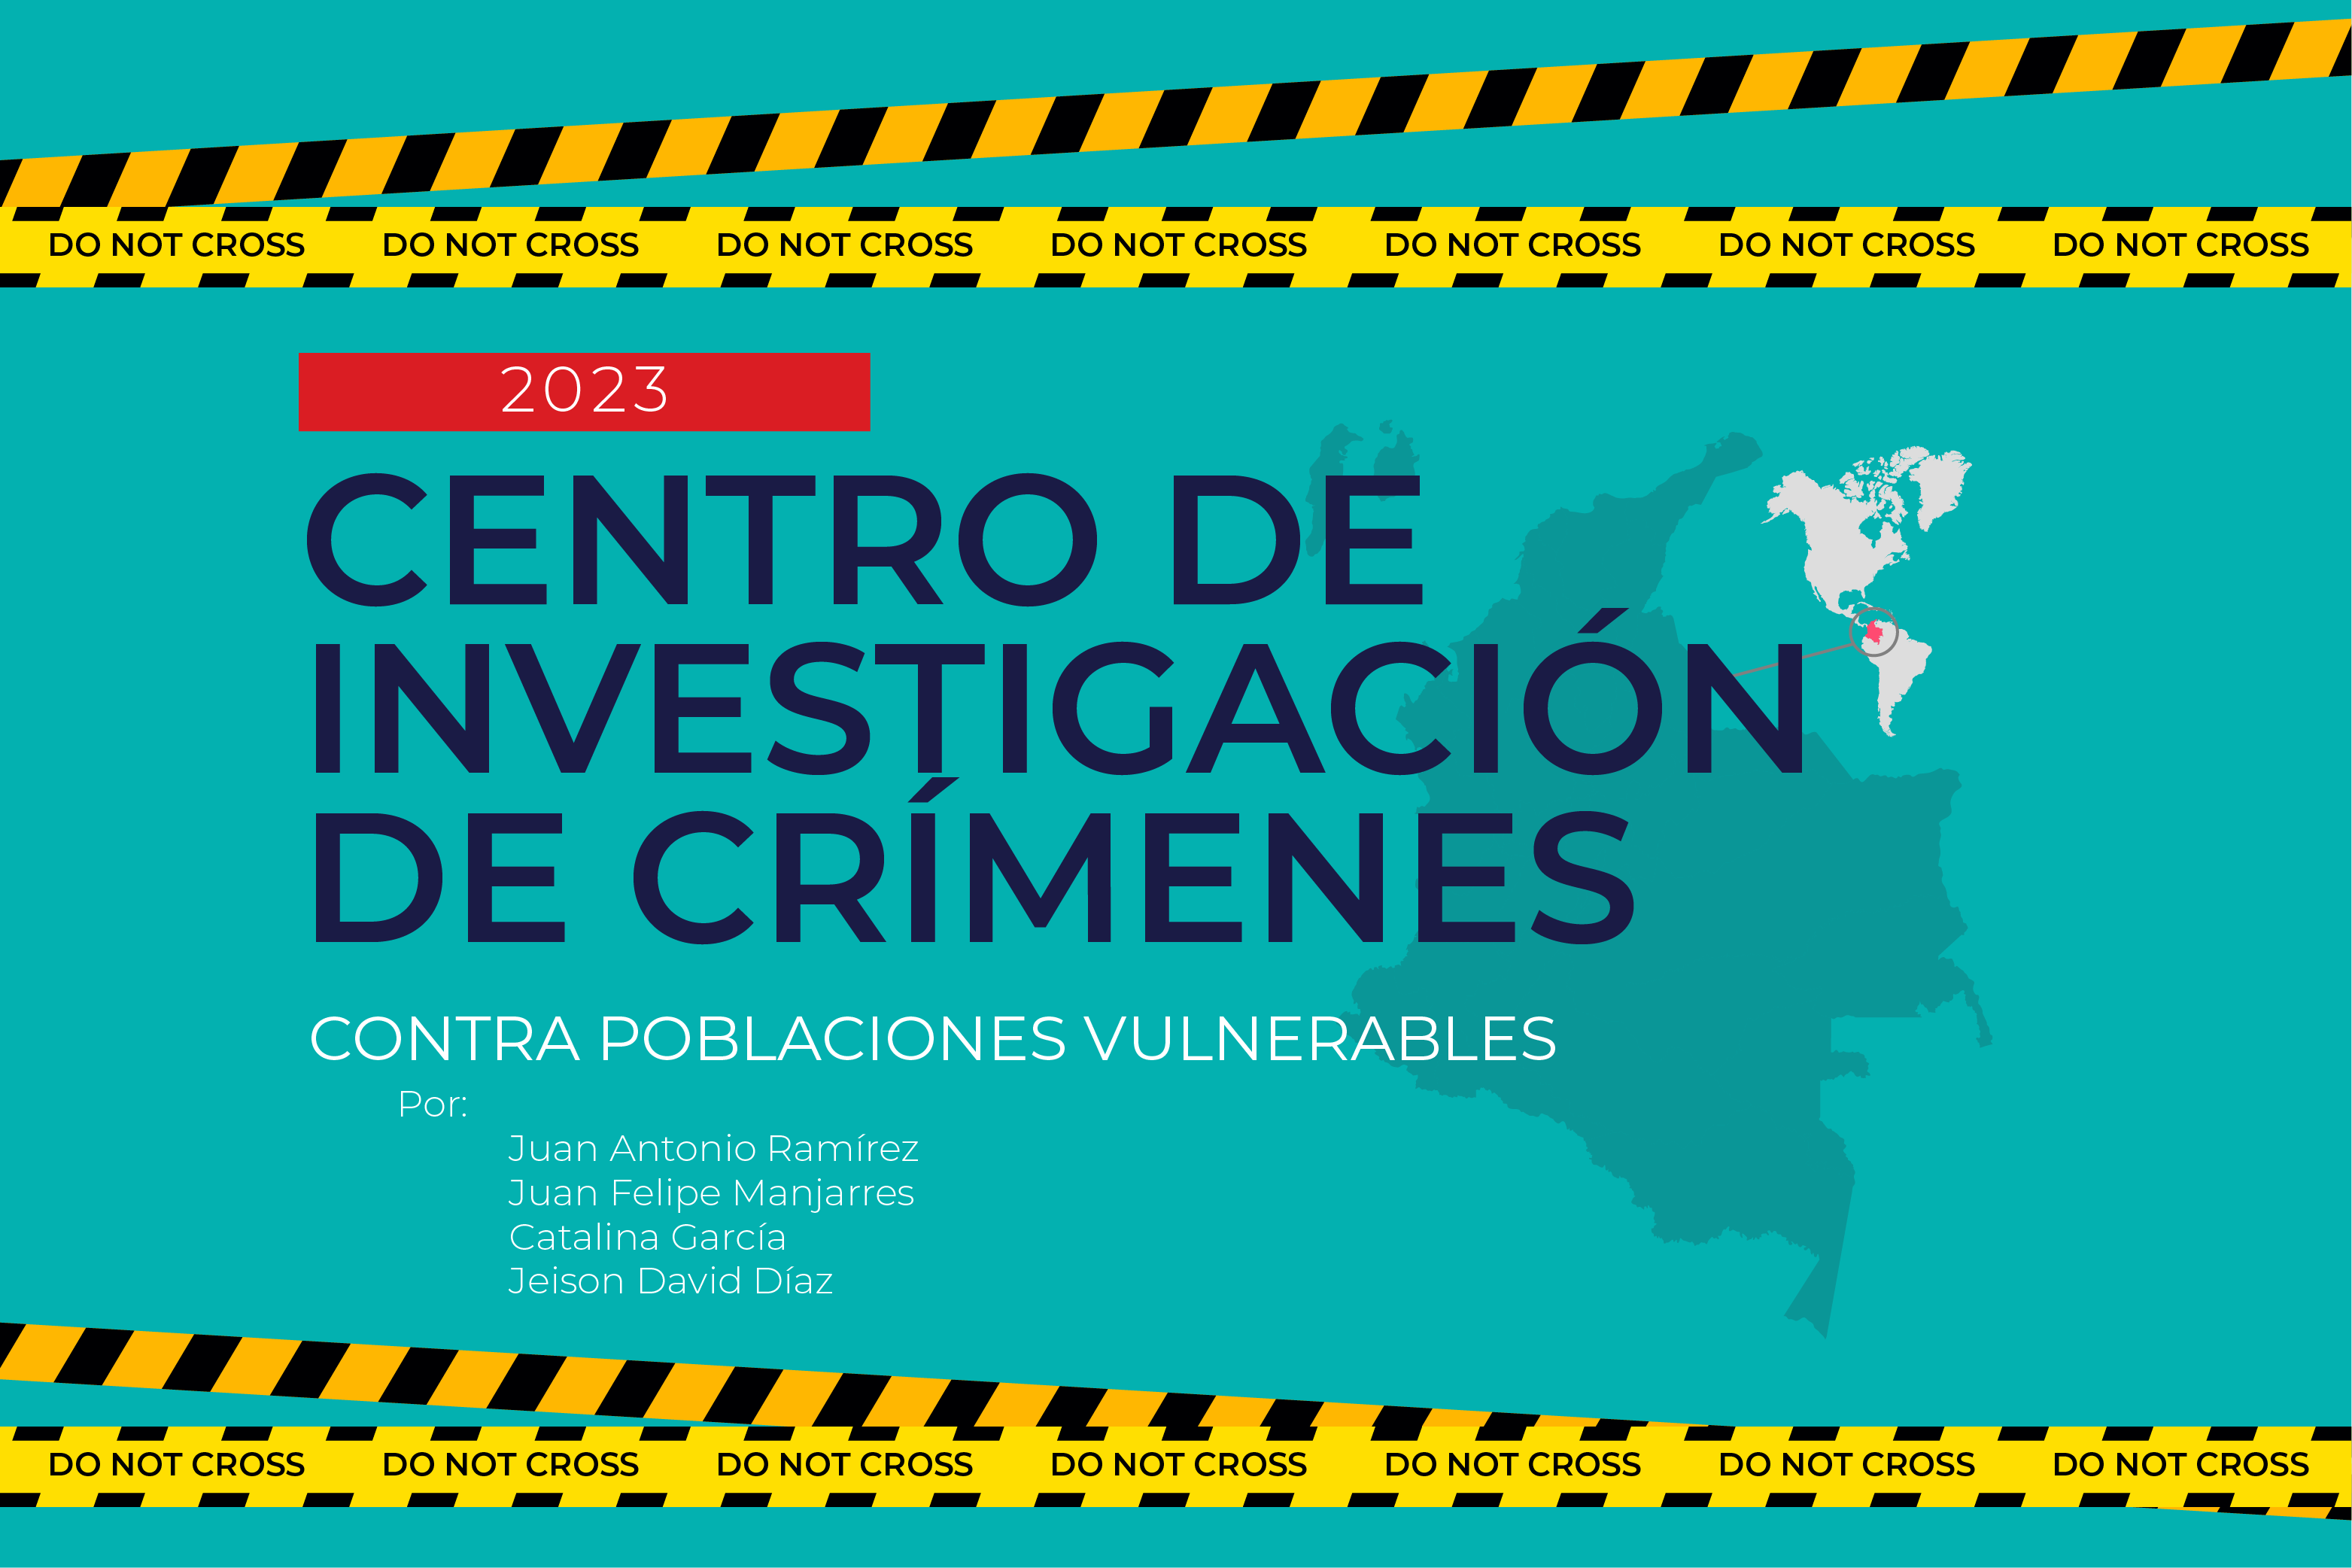 DO NOT CROSS DO NOT CROSS DO NOT CROSS DO NOT CROSS DO NOT CROSS DO NOT CROSS DO NOT CROSS
2023
CENTRO DE
INVESTIGACIÓN
DE CRÍMENES
CONTRA POBLACIONES VULNERABLES
Por:
Juan Antonio Ramírez
Juan Felipe Manjarres
Catalina García
Jeison David Díaz
DO NOT CROSS DO NOT CROSS DO NOT CROSS DO NOT CROSS DO NOT CROSS DO NOT CROSS DO NOT CROSS